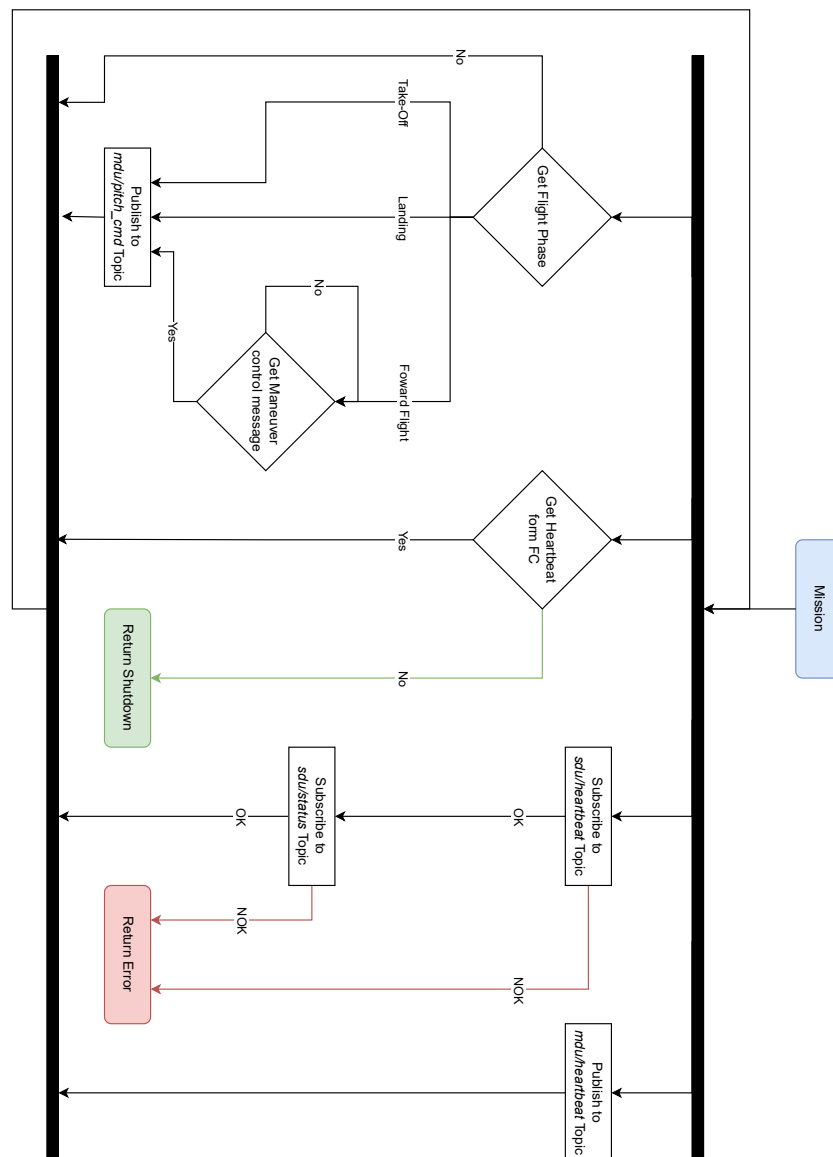 Mission
Get Flight Phase
No
Take-Off
Landing
Foward Flight
Get Maneuver
control message
No
Yes
Publish to
mdu/pitch_cmd Topic
Get Heartbeat
form FC
Yes
No
Return Shutdown
Subscribe to
sdu/heartbeat Topic
OK
NOK
Subscribe to
sdu/status Topic
OK
NOK
Return Error
Publish to
mdu/heartbeat Topic